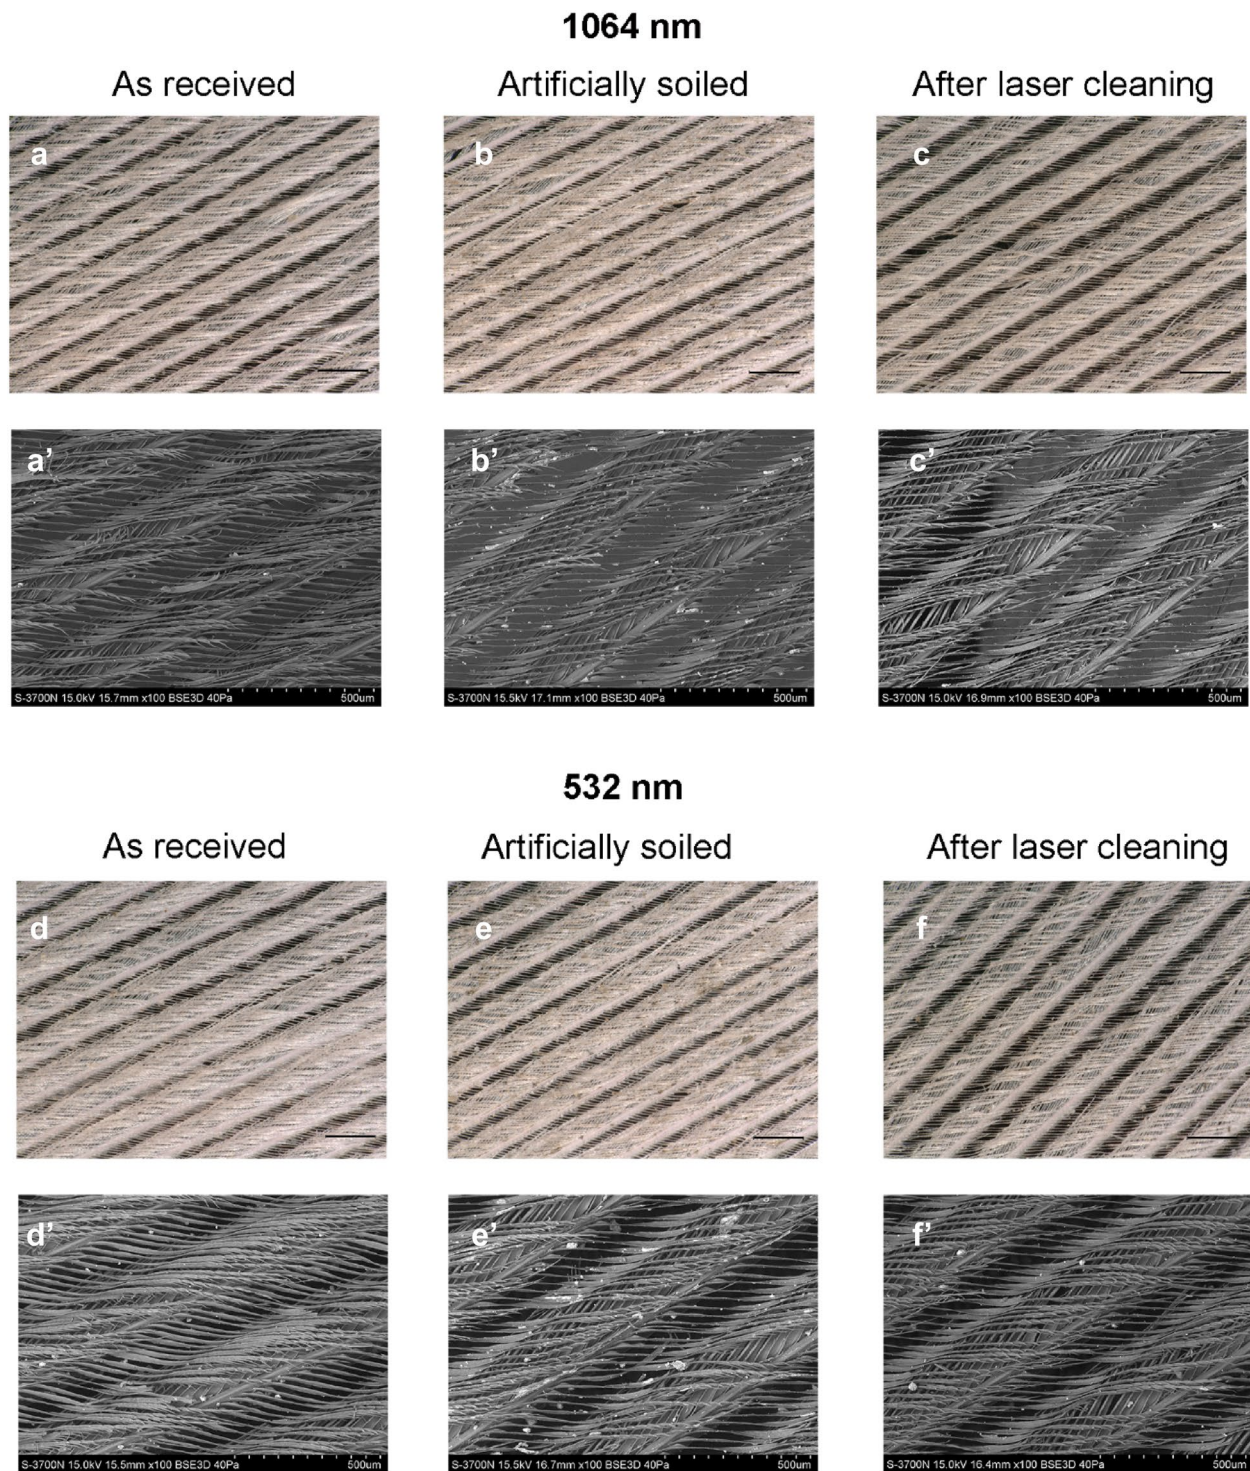 1064 nm
As received
Artificially soiled
After laser cleaning
a
b
c
a'
b'
c'
S-3700N 15.0kV 15.7mm x100 BSE3D 40Pa 500um
S-3700N 15.5kV 17.1mm x100 BSE3D 40Pa 500um
S-3700N 15.0kV 16.9mm x100 BSE3D 40Pa 500um
532 nm
As received
Artificially soiled
After laser cleaning
d
e
f
d'
e'
f'
S-3700N 15.0kV 15.5mm x100 BSE3D 40Pa 500um
S-3700N 15.5kV 16.7mm x100 BSE3D 40Pa 500um
S-3700N 15.0kV 16.4mm x100 BSE3D 40Pa 500um